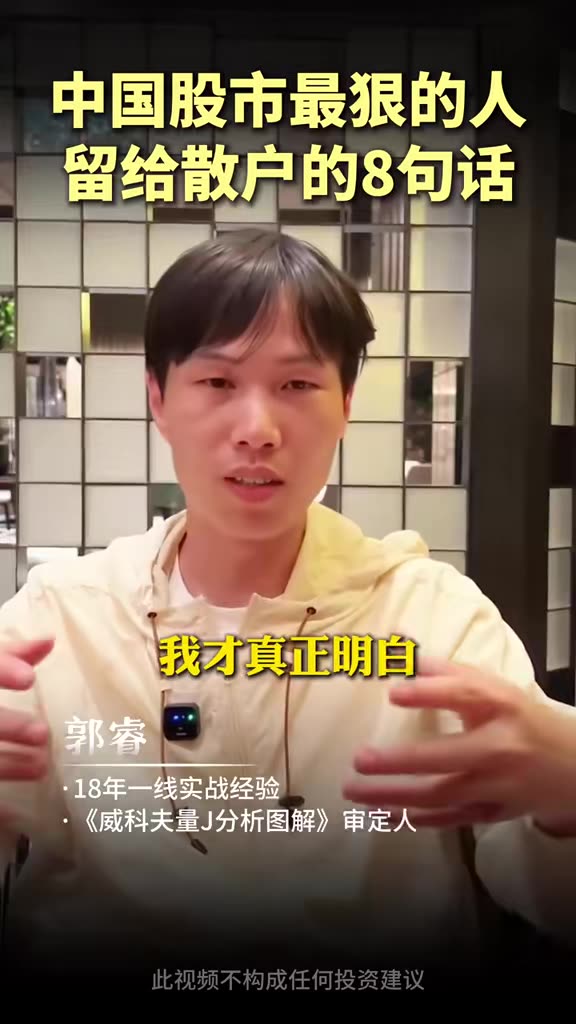 中国股市最狠的人
留给散户的8句话
我才真正明白
郭睿
·18年一线实战经验
·《威科夫量J分析图解》审定人
此视频不构成任何投资建议